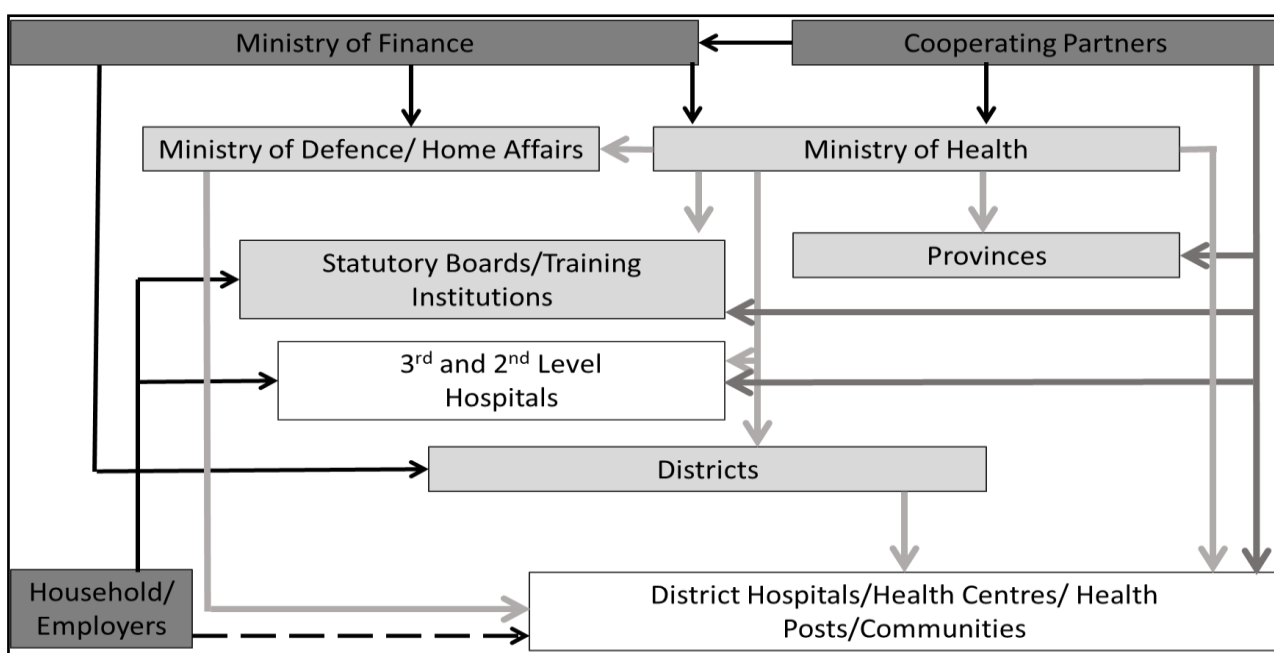 Ministry of Finance
Cooperating Partners
Ministry of Defence/ Home Affairs
Ministry of Health
Statutory Boards/Training
Institutions
Provinces
3rd and 2nd Level
Hospitals
Districts
Household/
Employers
District Hospitals/Health Centres/ Health
Posts/Communities